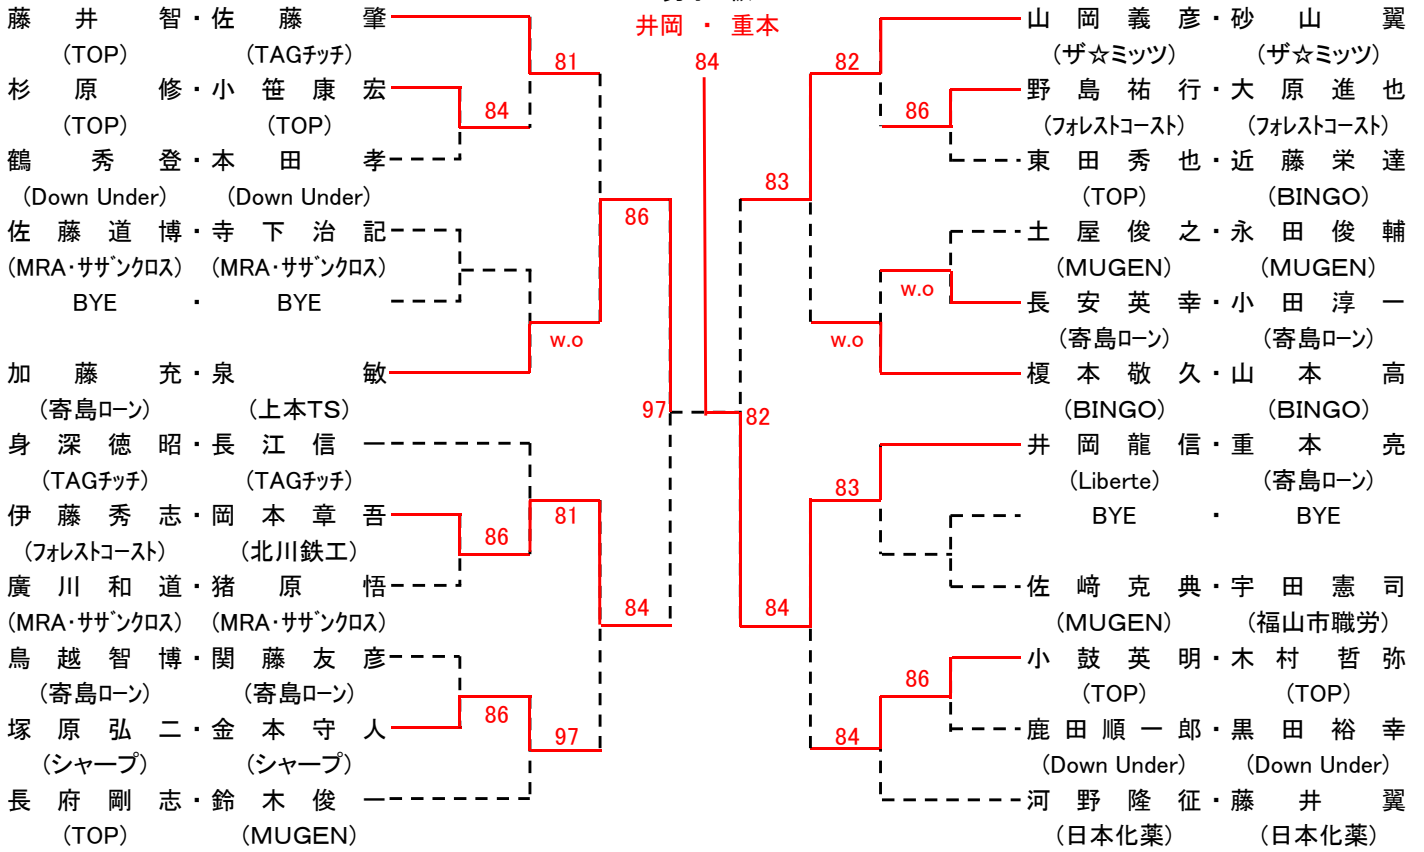 井岡 ・ 重本
84
藤井智・佐藤肇
(TOP) (TAGチッチ)
81
杉原修・小笹康宏
(TOP) (TOP)
84
鶴秀登・本田孝
(Down Under) (Down Under)
86
佐藤道博・寺下治記
(MRA・サザンクロス) (MRA・サザンクロス)
BYE ・ BYE
w.o
加藤充・泉敏
(寄島ローン) (上本TS)
97
身深徳昭・長江信一
(TAGチッチ) (TAGチッチ)
伊藤秀志・岡本章吾
(フォレストコースト) (北川鉄工)
86
81
廣川和道・猪原悟
(MRA・サザンクロス) (MRA・サザンクロス)
84
鳥越智博・関藤友彦
(寄島ローン) (寄島ローン)
塚原弘二・金本守人
(シャープ) (シャープ)
86
97
長府剛志・鈴木俊一
(TOP) (MUGEN)
山岡義彦・砂山翼
(ザ☆ミッツ) (ザ☆ミッツ)
82
野島祐行・大原進也
(フォレストコースト) (フォレストコースト)
86
東田秀也・近藤栄達
(TOP) (BINGO)
83
土屋俊之・永田俊輔
(MUGEN) (MUGEN)
w.o
長安英幸・小田淳一
(寄島ローン) (寄島ローン)
w.o
榎本敬久・山本高
(BINGO) (BINGO)
82
井岡龍信・重本亮
(Liberte) (寄島ローン)
83
BYE ・ BYE
佐﨑克典・宇田憲司
(MUGEN) (福山市職労)
84
小鼓英明・木村哲弥
(TOP) (TOP)
86
鹿田順一郎・黒田裕幸
(Down Under) (Down Under)
84
河野隆征・藤井翼
(日本化薬) (日本化薬)